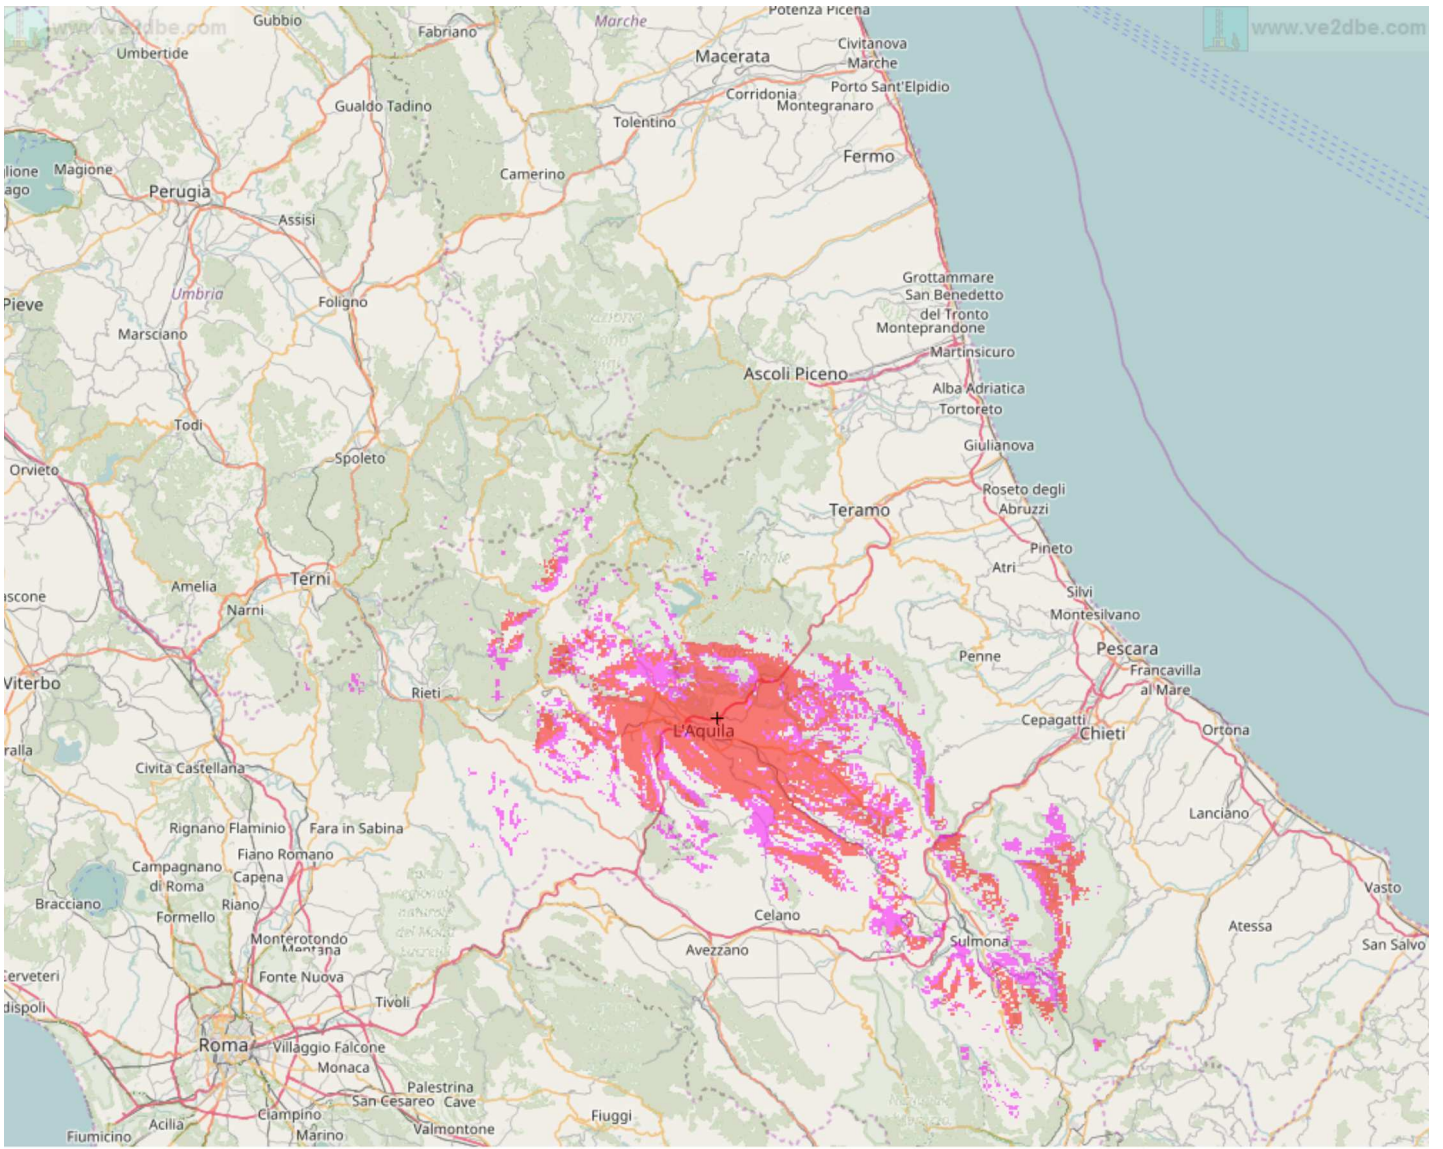 www.ve2dbe.com
www.ve2dbe.com
Potenza Picena
Gubbio
Marche
Fabriano
Umbertide
Civitanova
Marche
Macerata
Porto Sant'Elpidio
Corridonia
Montegranaro
Gualdo Tadino
Tolentino
Fermo
Magione
Camerino
Perugia
Assisi
Grottammare
Umbria
San Benedetto
del Tronto
Foligno
Pieve
Monteprandone
Marsciano
Martinsicuro
Ascoli Piceno
Alba Adriatica
Tortoreto
Todi
Giulianova
Spoleto
Orvieto
Roseto degli
Abruzzi
Teramo
Pineto
Atri
Terni
Amelia
Silvi
Narni
Montesilvano
Pescara
Penne
Francavilla
al Mare
Viterbo
Rieti
Cepagatti
Chieti
Ortona
L'Aquila
Civita Castellana
Lanciano
Rignano Flaminio
Fara in Sabina
Fiano Romano
Campagnano
di Roma
Capena
Vasto
Bracciano
Riano
Formello
Celano
Atessa
Monterotondo
Mentana
Sulmona
San Salvo
Avezzano
Cerveteri
Fonte Nuova
Tivoli
Roma
Villaggio Falcone
Monaca
Palestrina
San Cesareo
Cave
Ciampino
Fiuggi
Acilia
Valmontone
Fiumicino
Marino